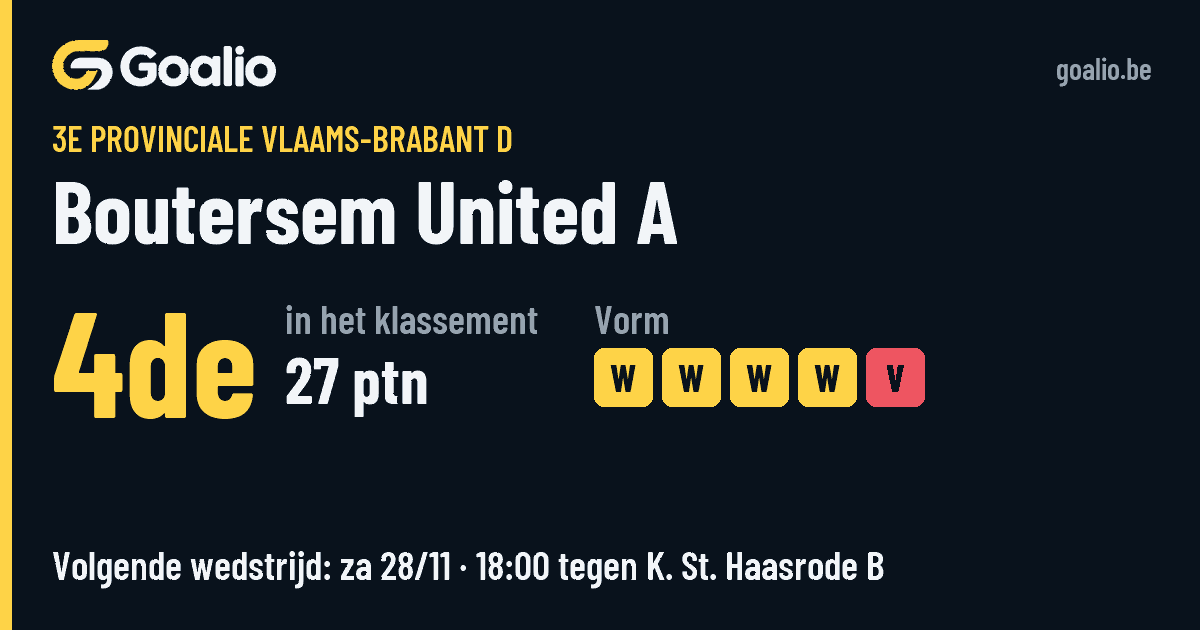 Goalio
goalio.be
3E PROVINCIALE VLAAMS-BRABANT D
Boutersem United A
4de
in het klassement
27 ptn
Vorm
W W W W V
Volgende wedstrijd: za 28/11 · 18:00 tegen K. St. Haasrode B